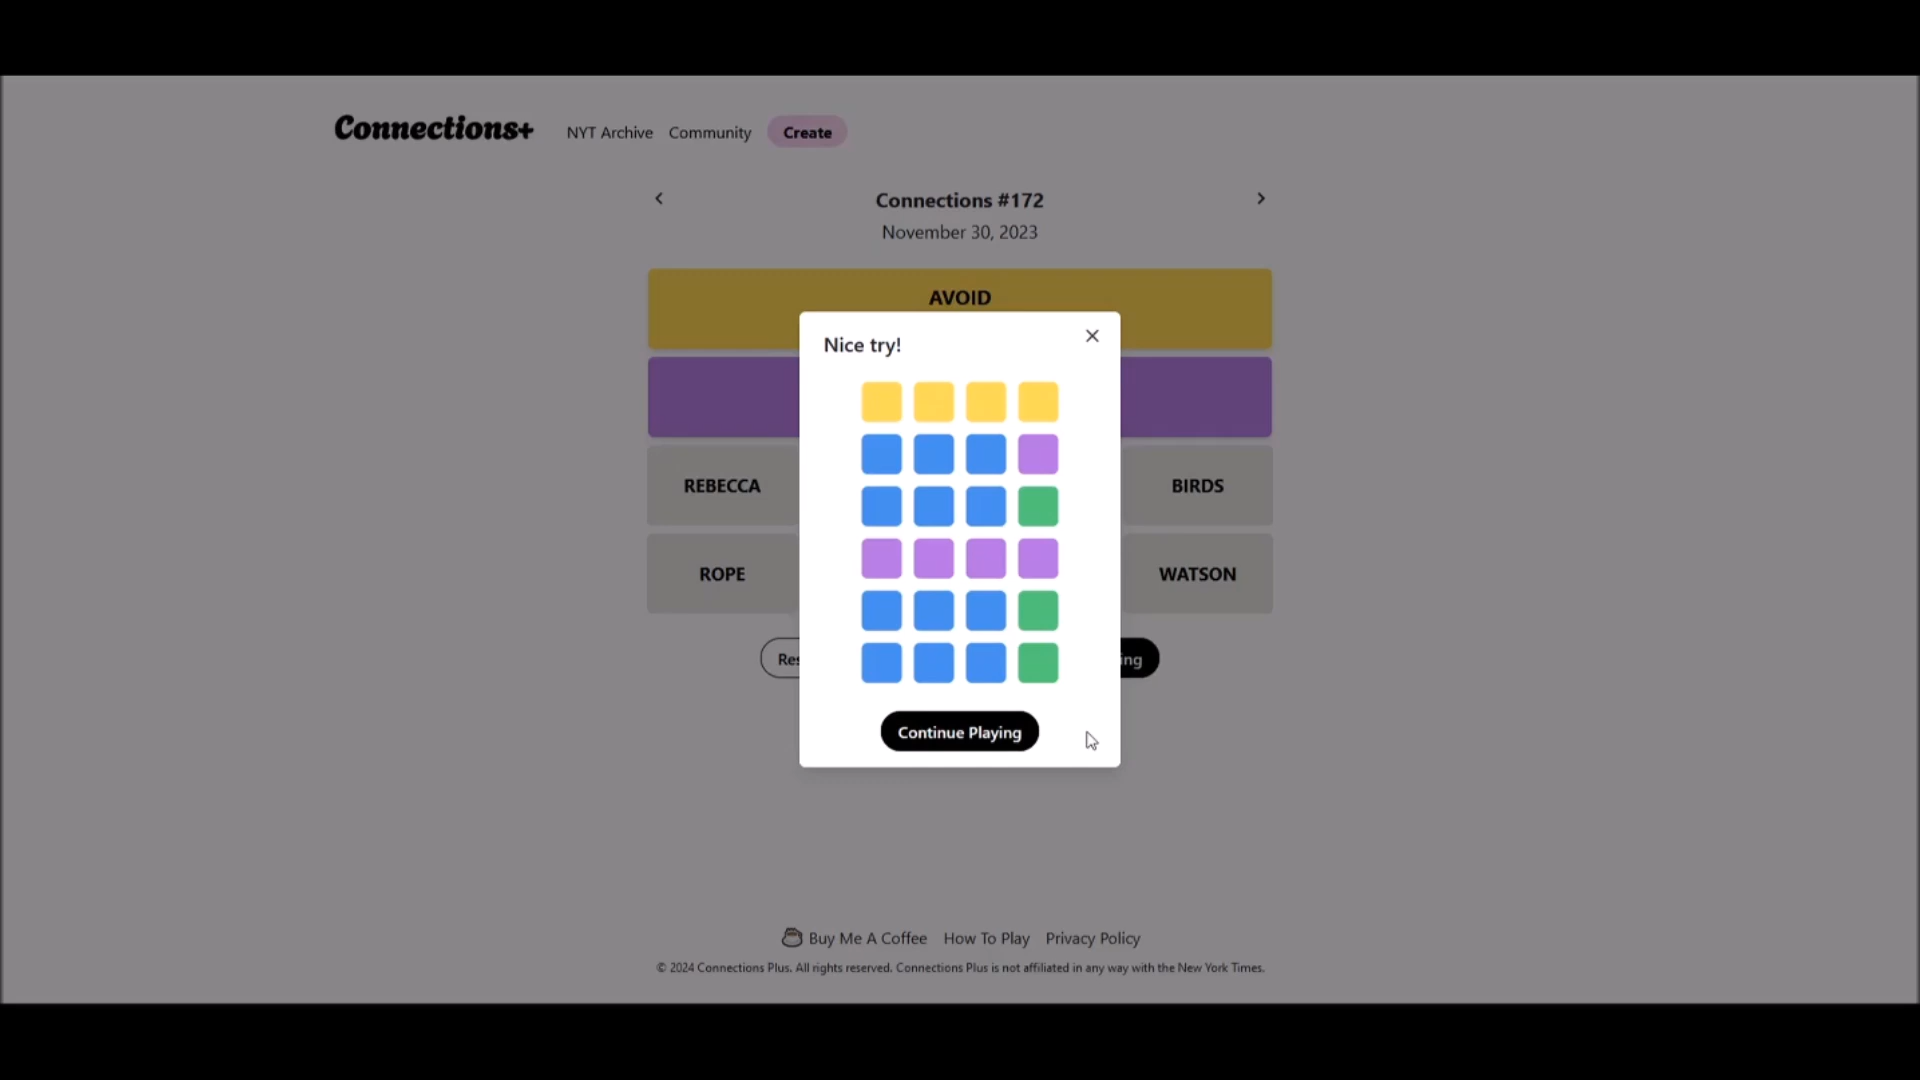 Connections+ NYT Archive Community Create
Connections #172
November 30, 2023
AVOID
Nice try!
REBECCA BIRDS
ROPE WATSON
Continue Playing
Buy Me A Coffee How To Play Privacy Policy
© 2024 Connections Plus. All rights reserved. Connections Plus is not affiliated in any way with the New York Times.